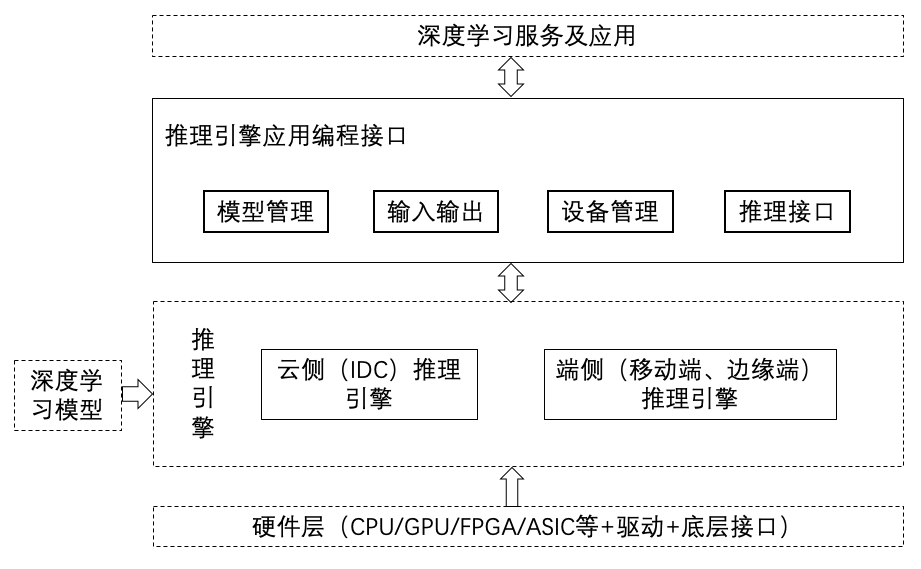 深度学习服务及应用
推理引擎应用编程接口
模型管理
输入输出
设备管理
推理接口
推理引擎
云侧（IDC）推理
引擎
端侧（移动端、边缘端）
推理引擎
深度学
习模型
硬件层（CPU/GPU/FPGA/ASIC等+驱动+底层接口）